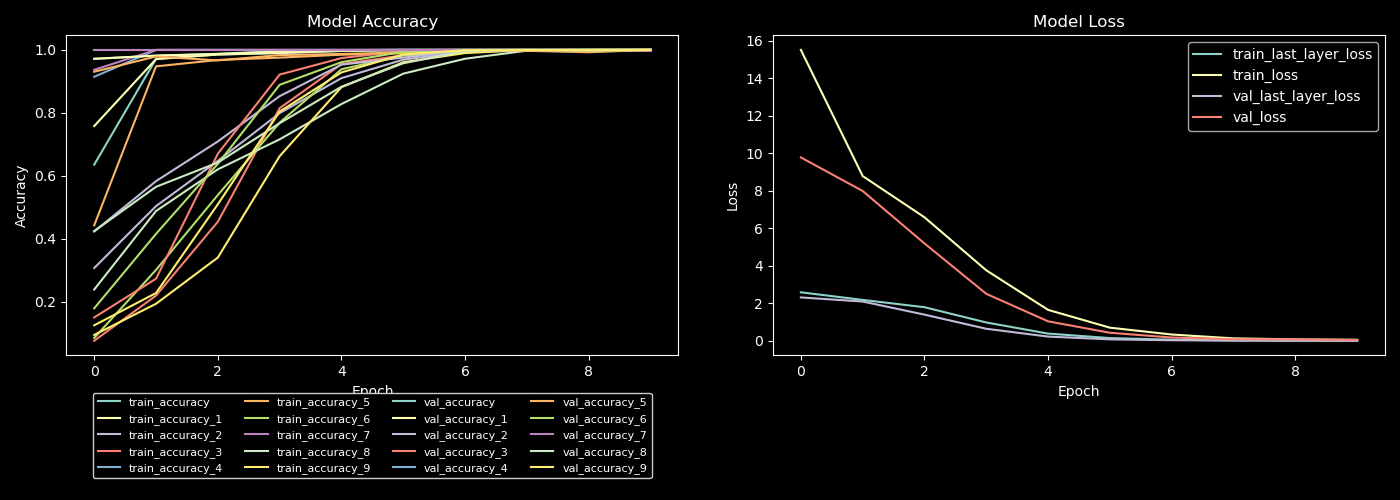 Model Accuracy
1.0
0.8
0.6
0.4
0.2
Accuracy
0 2 4 6 8
Epoch
train_accuracy train_accuracy_5 val_accuracy val_accuracy_5
train_accuracy_1 train_accuracy_6 val_accuracy_1 val_accuracy_6
train_accuracy_2 train_accuracy_7 val_accuracy_2 val_accuracy_7
train_accuracy_3 train_accuracy_8 val_accuracy_3 val_accuracy_8
train_accuracy_4 train_accuracy_9 val_accuracy_4 val_accuracy_9
Model Loss
16
14
12
10
8
6
4
2
0
Loss
train_last_layer_loss
train_loss
val_last_layer_loss
val_loss
0 2 4 6 8
Epoch